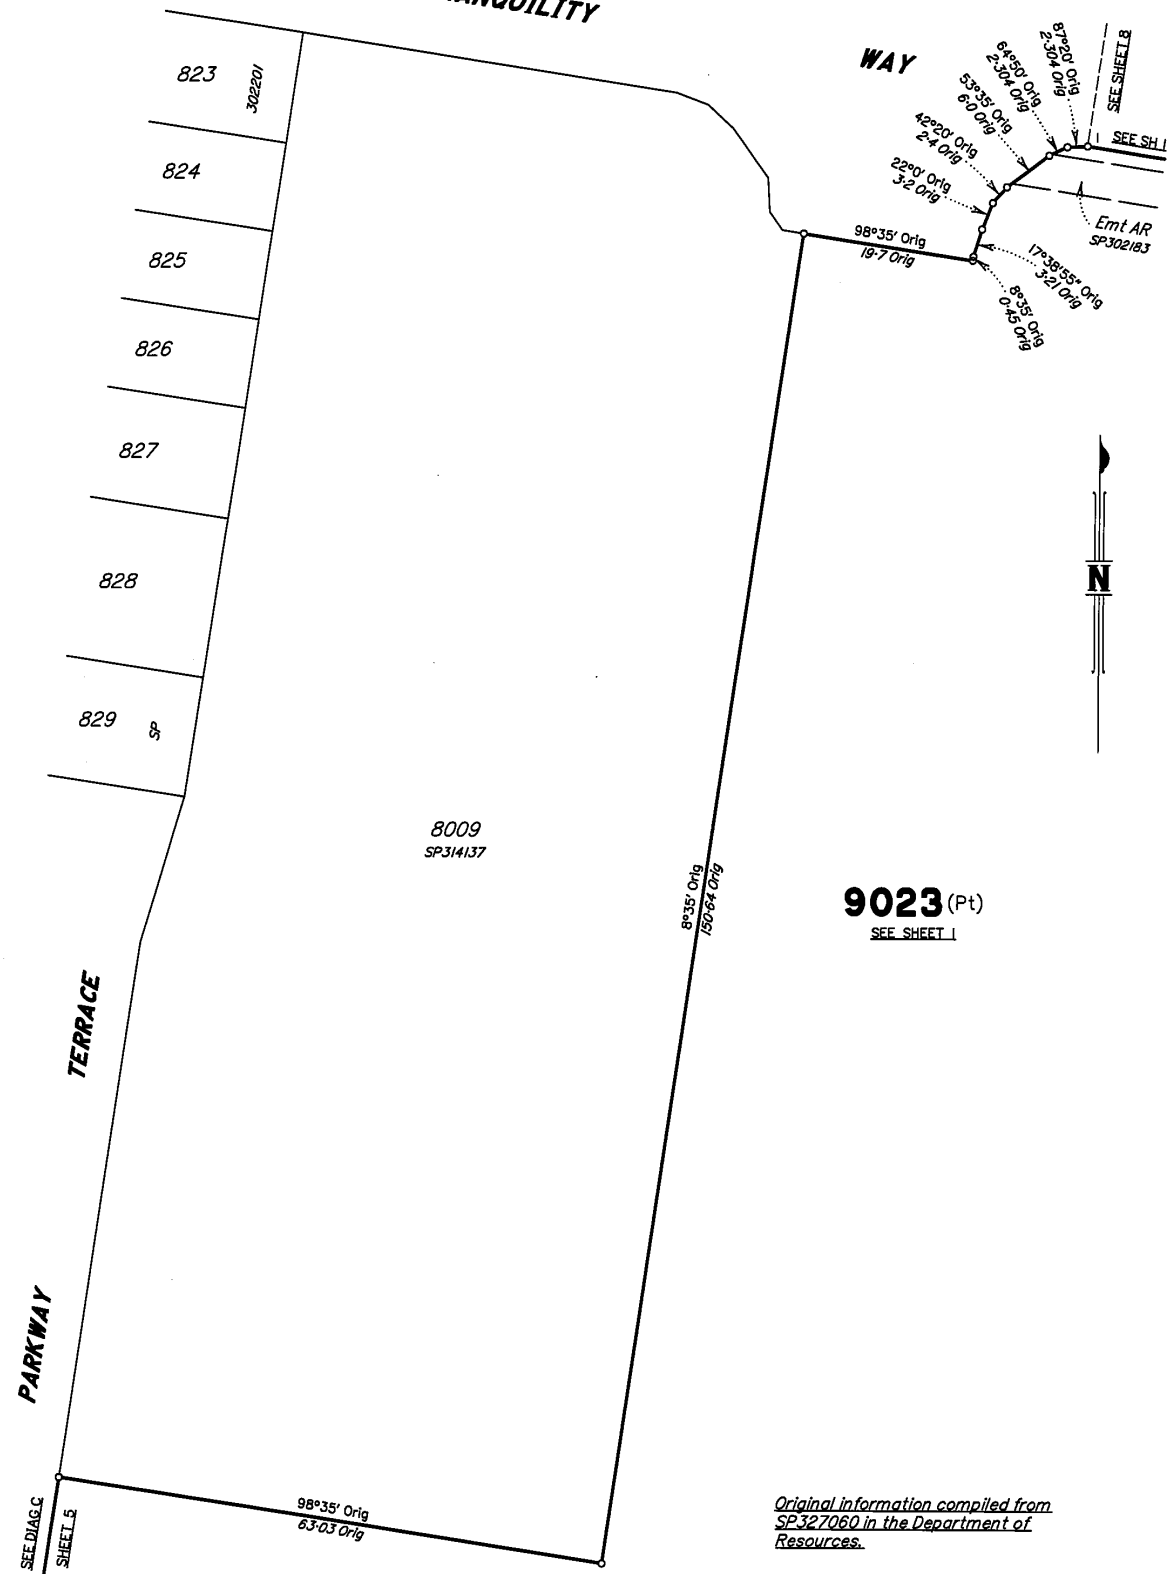 WAY
823
302201
824
825
826
827
828
829
SP
87°20' Orig
2·304 Orig
64°50' Orig
2·304 Orig
53°35' Orig
6·0 Orig
42°20' Orig
2·4 Orig
22°0' Orig
3·2 Orig
SEE SHEET 8
SEE SH 1
Emt AR
SP302183
98°35' Orig
19·7 Orig
17°38'55" Orig
3·21 Orig
8°35' Orig
0·45 Orig
N
8009
SP314137
8°35' Orig
150·64 Orig
9023 (Pt)
SEE SHEET 1
TERRACE
PARKWAY
98°35' Orig
63·03 Orig
SEE DIAG C
SHEET 5
Original information compiled from
SP327060 in the Department of
Resources.